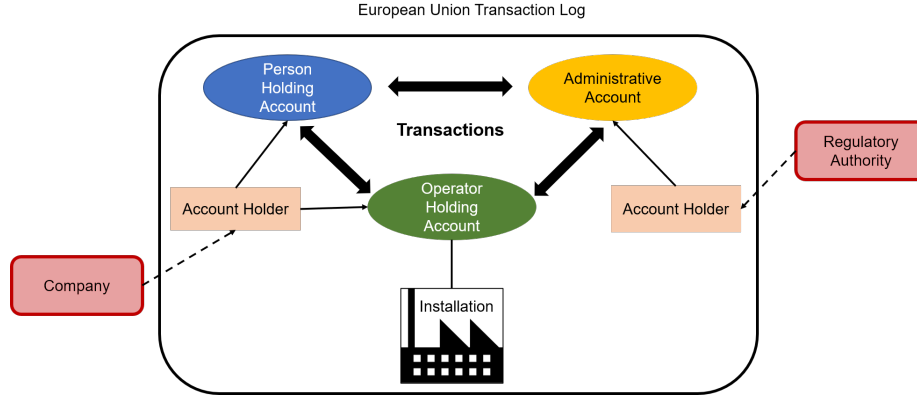 European Union Transaction Log
Person
Holding
Account
Administrative
Account
Transactions
Regulatory
Authority
Account Holder
Operator
Holding
Account
Account Holder
Company
Installation